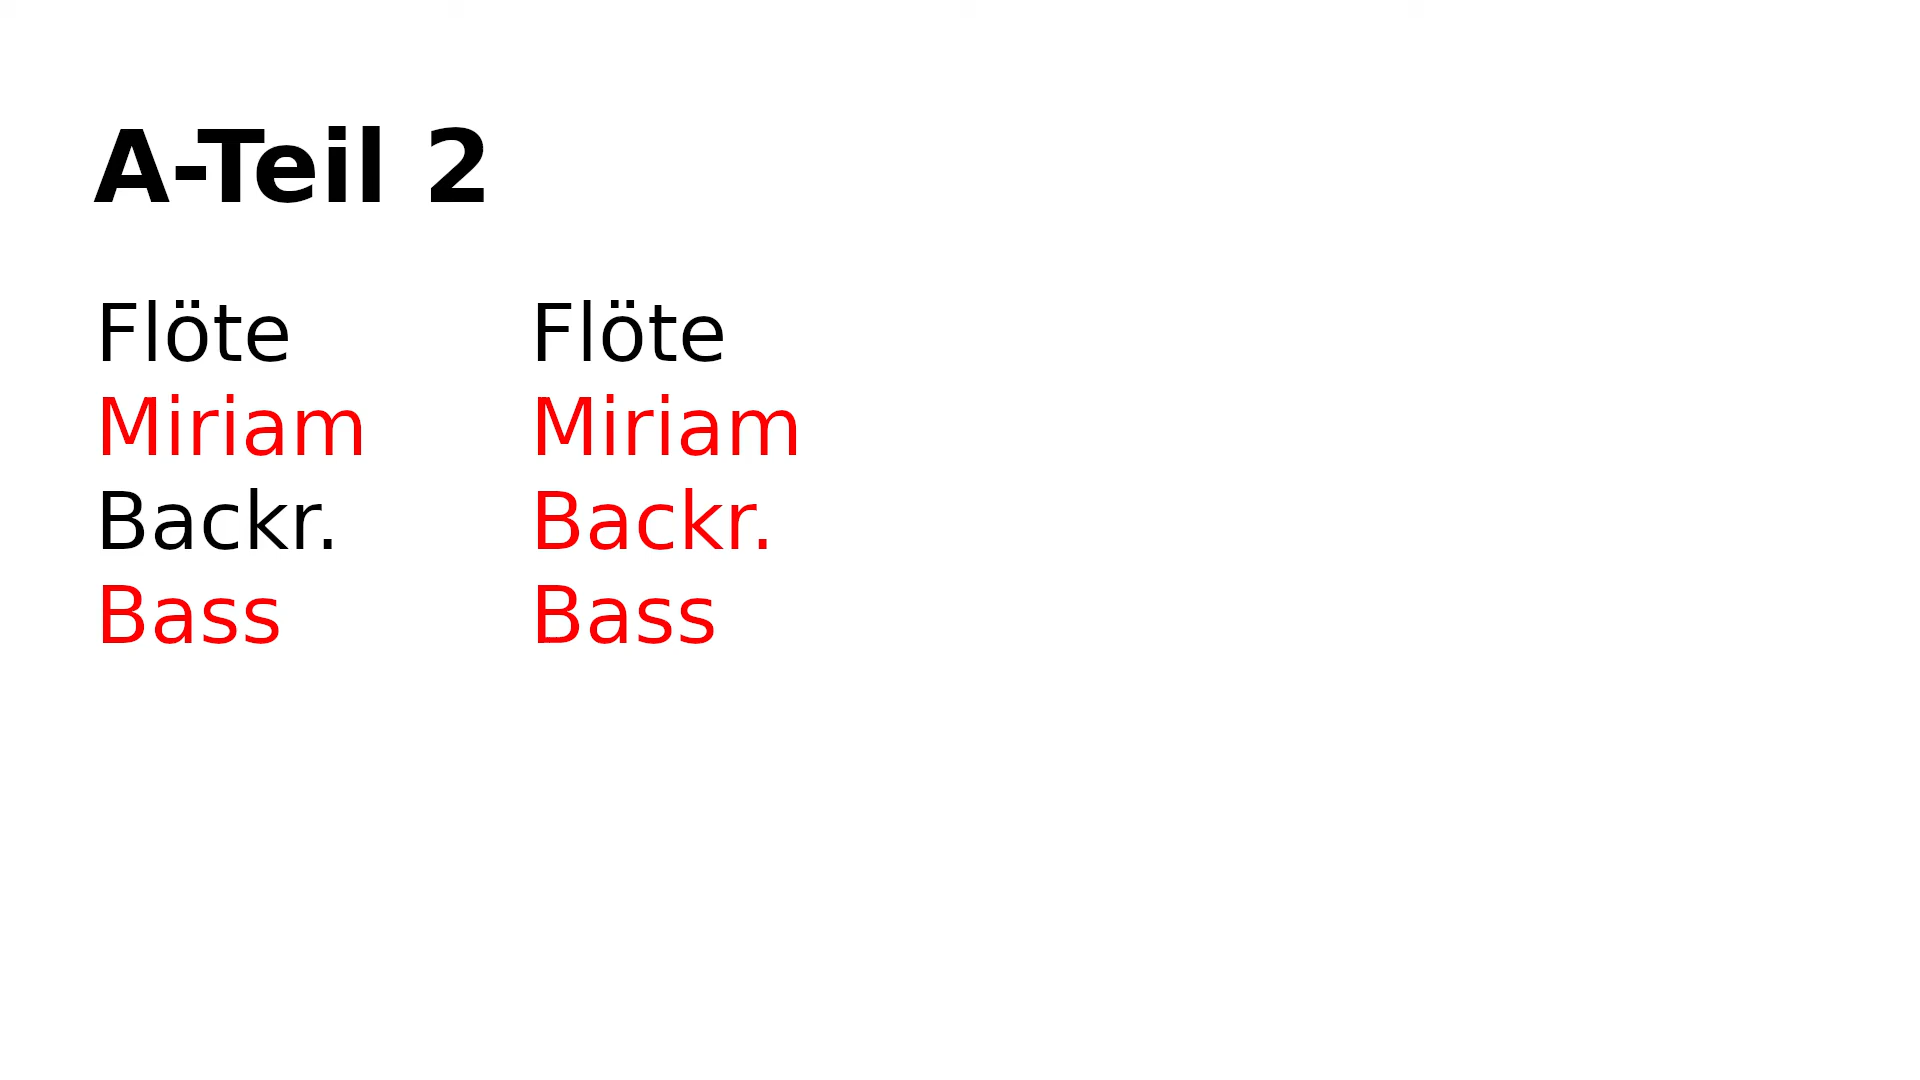 A-Teil 2
Flöte Flöte
Miriam Miriam
Backr. Backr.
Bass Bass